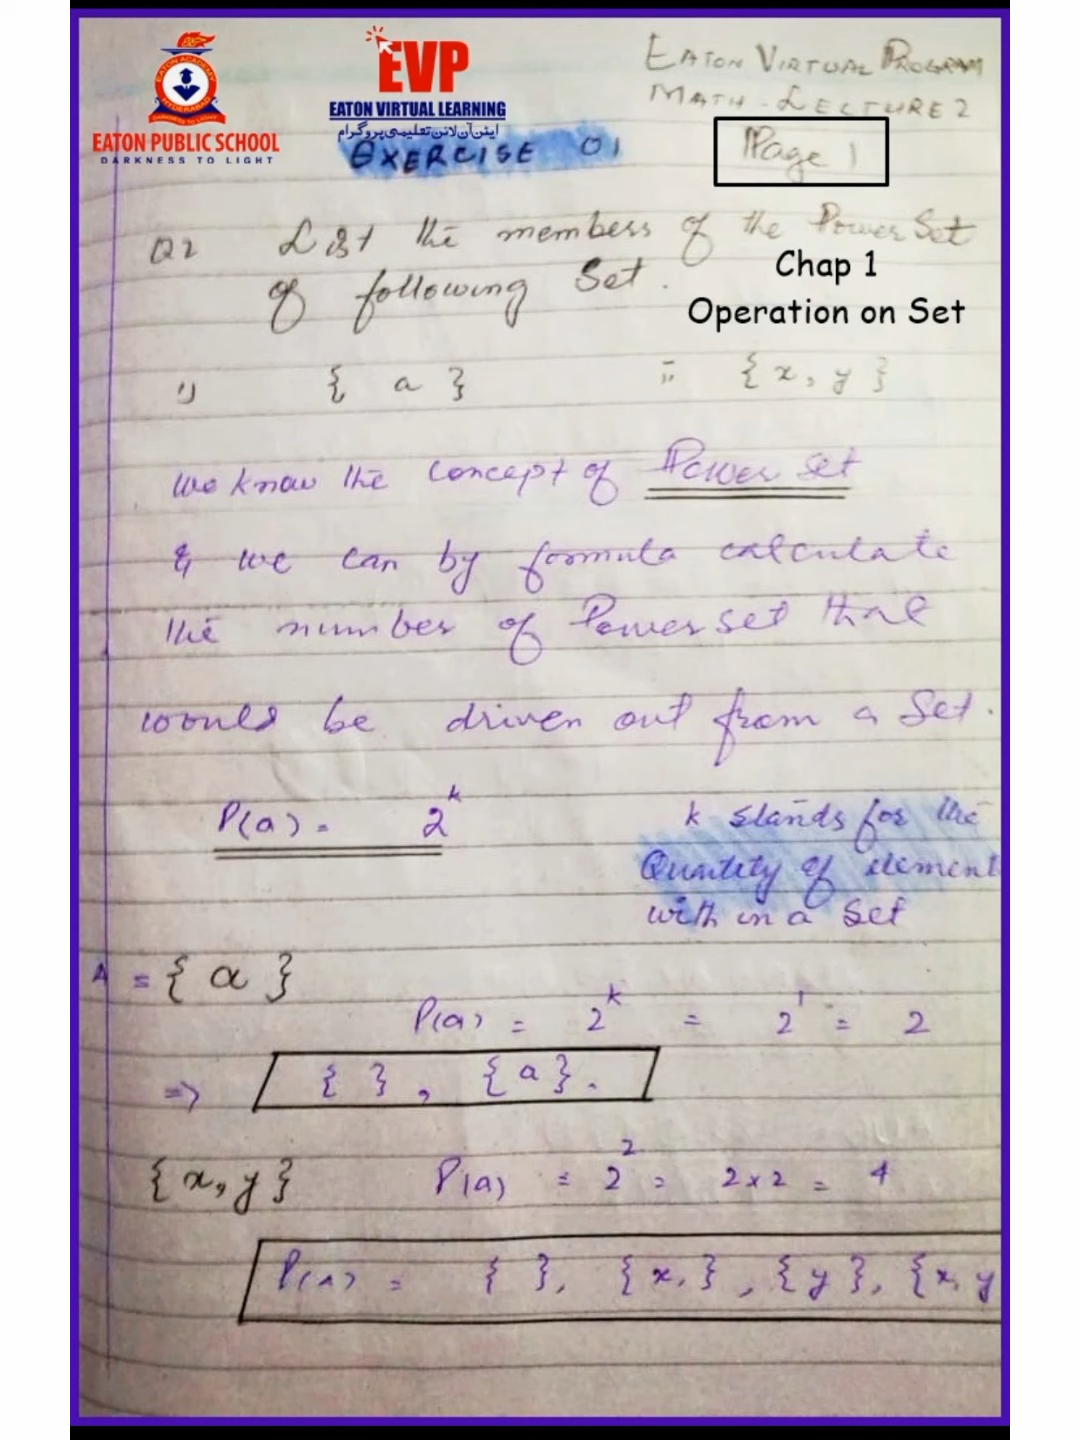 EATON PUBLIC SCHOOL
DARKNESS TO LIGHT
EVP
EATON VIRTUAL LEARNING
ایٹن آن لائن تعلیمی پروگرام
EATON VIRTUAL PROGRAM
MATH - LECTURE 2
EXERCISE 01
Page 1
Q2 List the members of the Power Set
of following Set.
Chap 1
Operation on Set
i) { a } ii { x, y }
we know the concept of Power set
& we can by formula calculate
the number of Power set that
would be driven out from a Set.
P(a) = 2^k
k stands for the
Quantity of element
with in a Set
A = { a }
P(a) = 2^k = 2^1 = 2
=> { } , { a }.
{ x, y } P(a) = 2^2 = 2 x 2 = 4
P(A) = { }, { x, }, { y }, { x, y